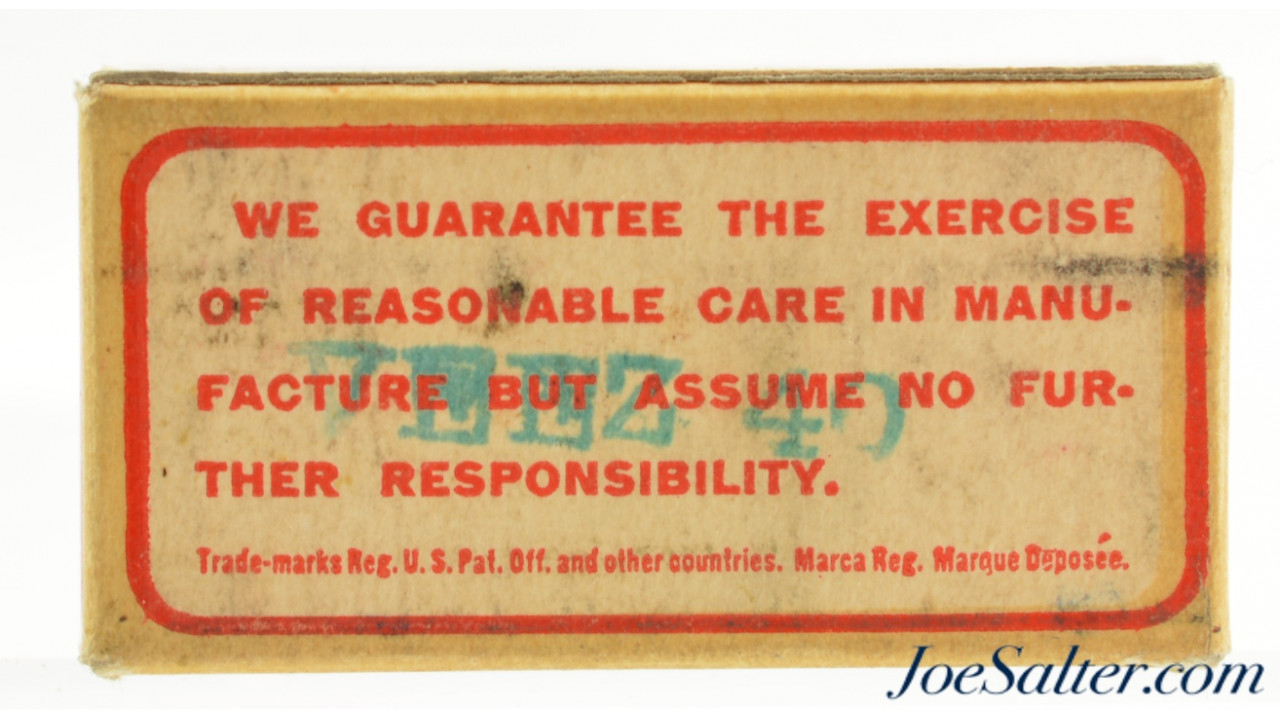 WE GUARANTEE THE EXERCISE
OF REASONABLE CARE IN MANU-
FACTURE BUT ASSUME NO FUR-
THER RESPONSIBILITY.
Trade-marks Reg. U. S. Pat. Off. and other countries. Marca Reg. Marque Déposée.
JoeSalter.com